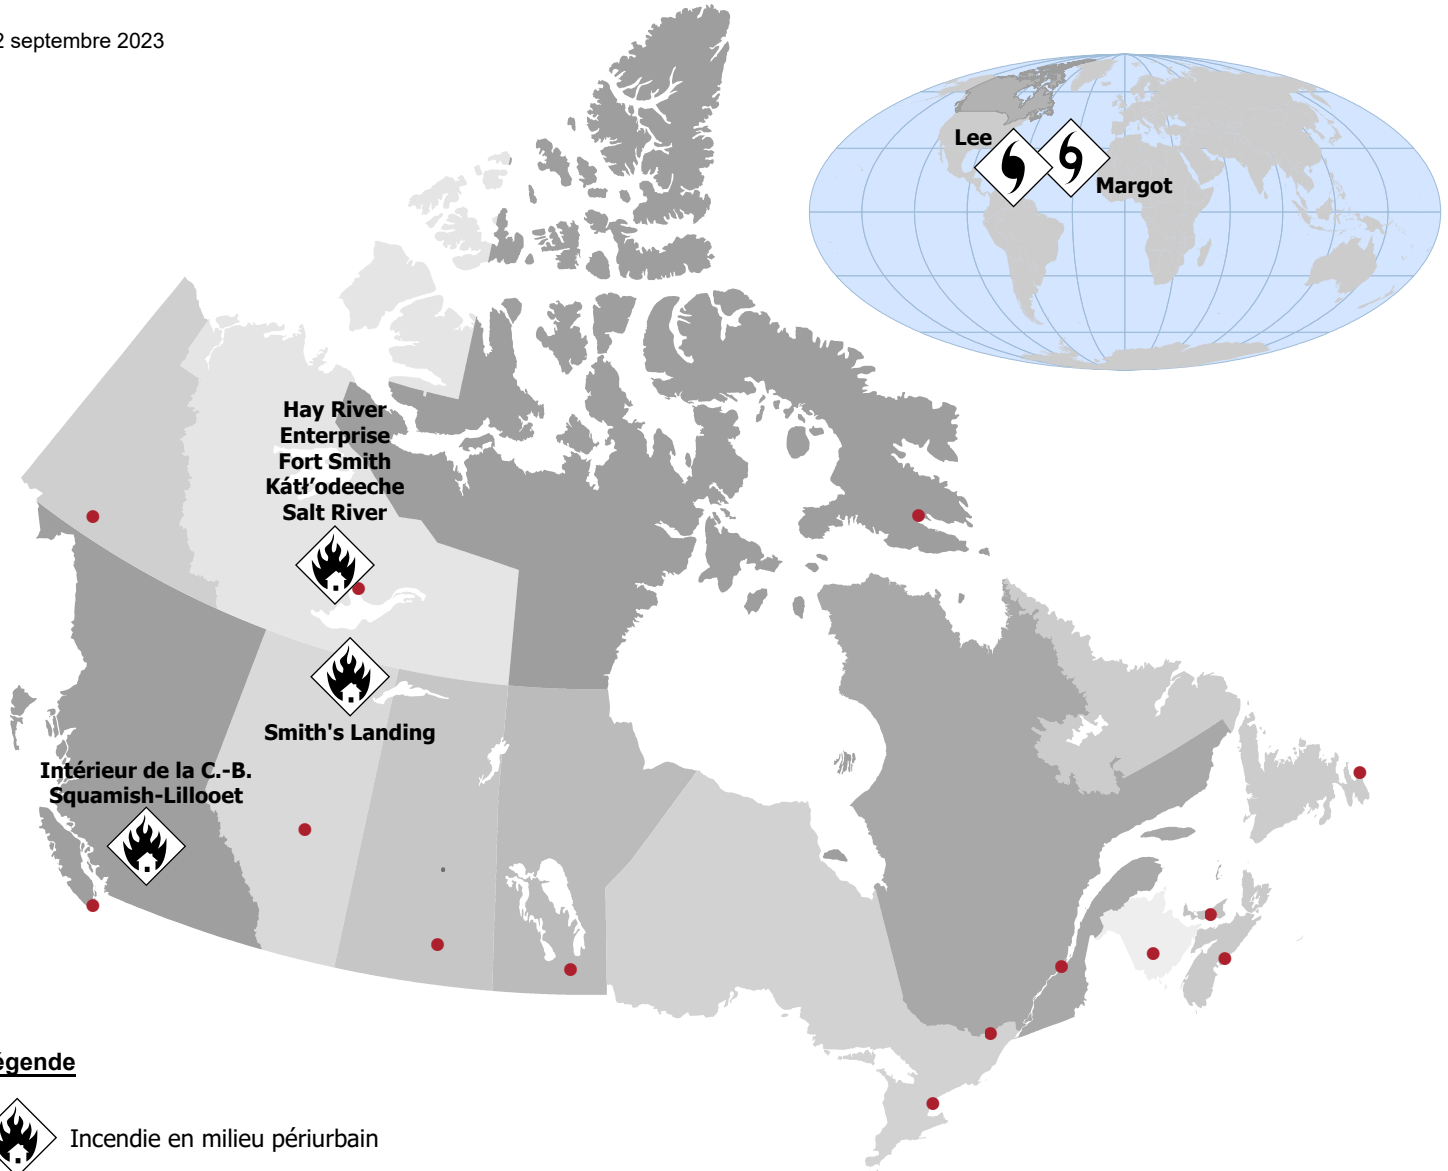 2 septembre 2023
Lee
Margot
Hay River
Enterprise
Fort Smith
Kátł’odeeche
Salt River
Smith's Landing
Intérieur de la C.-B.
Squamish-Lillooet
égende
Incendie en milieu périurbain